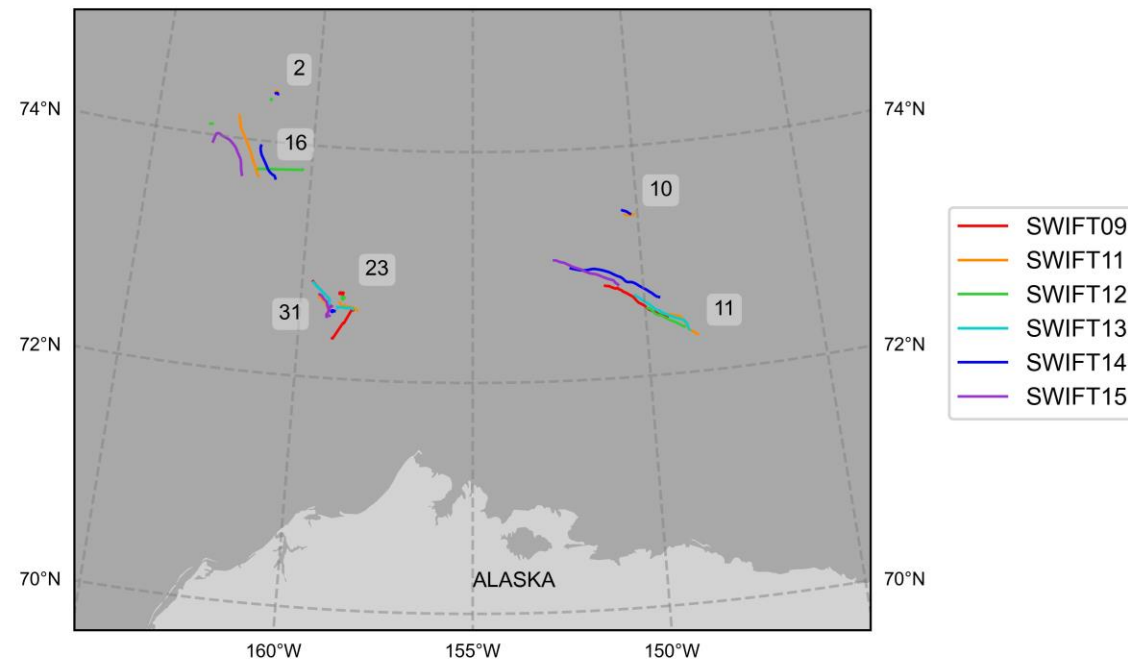 2
74°N
74°N
16
10
SWIFT09
SWIFT11
SWIFT12
SWIFT13
SWIFT14
SWIFT15
23
31
11
72°N
72°N
70°N
ALASKA
70°N
160°W
155°W
150°W